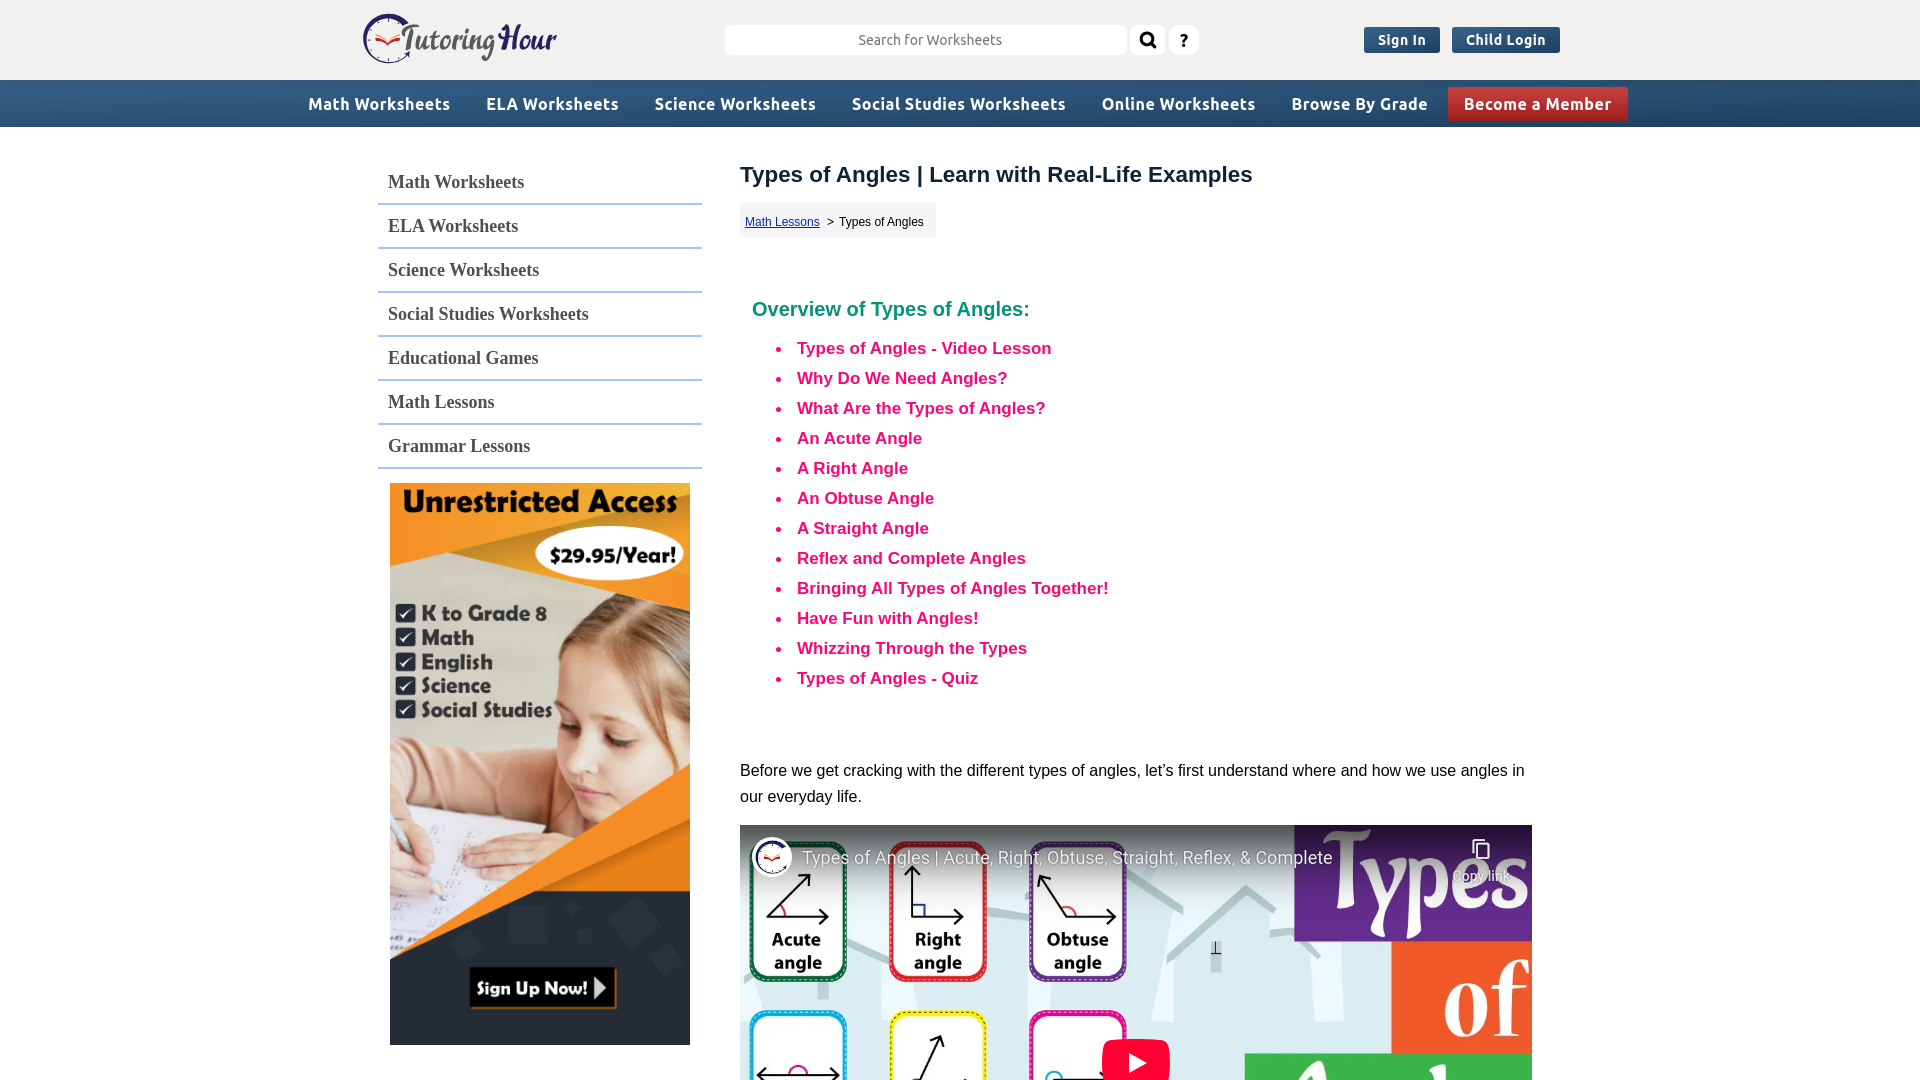 Tutoring Hour
Search for Worksheets
?
Sign In
Child Login
Math Worksheets
ELA Worksheets
Science Worksheets
Social Studies Worksheets
Online Worksheets
Browse By Grade
Become a Member
Math Worksheets
ELA Worksheets
Science Worksheets
Social Studies Worksheets
Educational Games
Math Lessons
Grammar Lessons
Unrestricted Access
$29.95/Year!
K to Grade 8
Math
English
Science
Social Studies
Sign Up Now!
Types of Angles | Learn with Real-Life Examples
Math Lessons > Types of Angles
Overview of Types of Angles:
Types of Angles - Video Lesson
Why Do We Need Angles?
What Are the Types of Angles?
An Acute Angle
A Right Angle
An Obtuse Angle
A Straight Angle
Reflex and Complete Angles
Bringing All Types of Angles Together!
Have Fun with Angles!
Whizzing Through the Types
Types of Angles - Quiz
Before we get cracking with the different types of angles, let’s first understand where and how we use angles in
our everyday life.
Types of Angles | Acute, Right, Obtuse, Straight, Reflex, & Complete
Copy link
Acute
angle
Right
angle
Obtuse
angle
Types
of